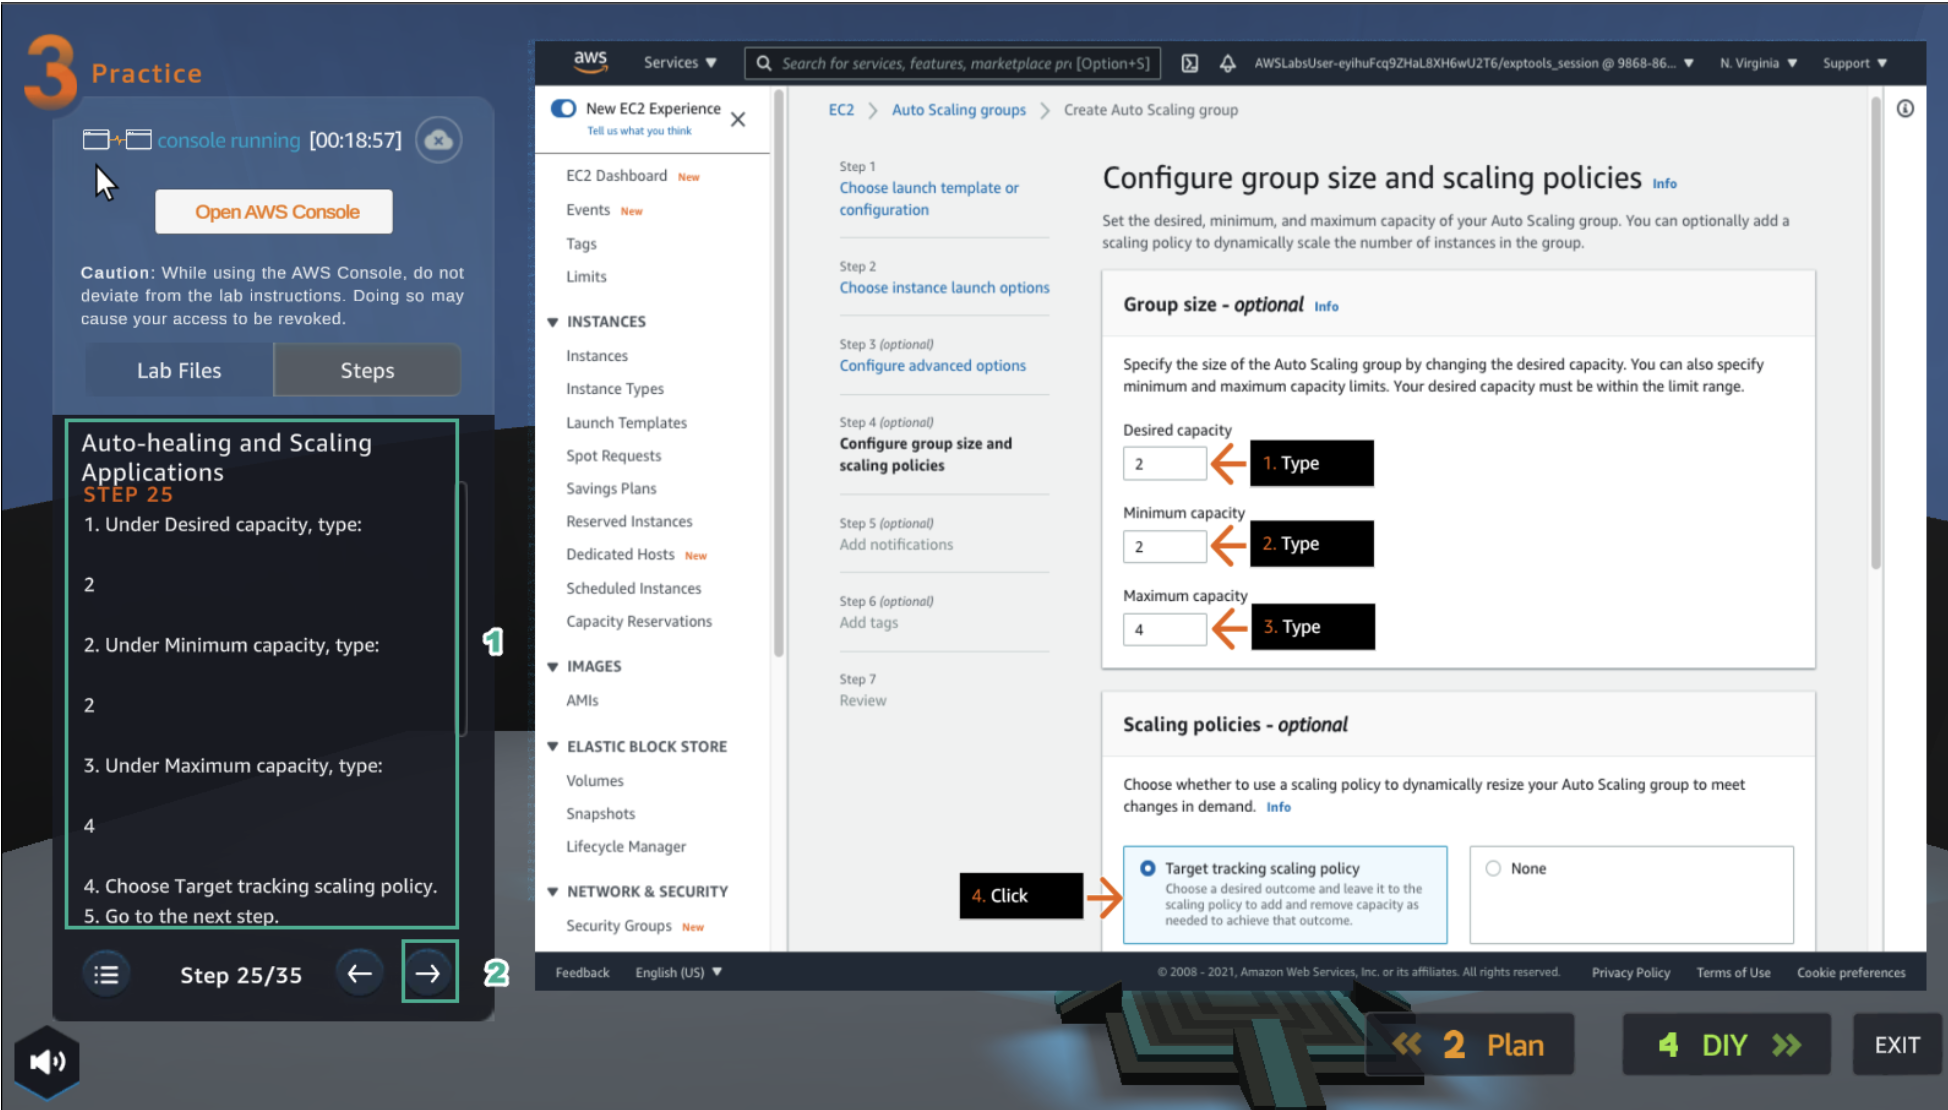 3 Practice
console running [00:18:57]
Open AWS Console
Caution: While using the AWS Console, do not
deviate from the lab instructions. Doing so may
cause your access to be revoked.
Lab Files
Steps
Auto-healing and Scaling
Applications
STEP 25
1. Under Desired capacity, type:
2
2. Under Minimum capacity, type:
2
3. Under Maximum capacity, type:
4
4. Choose Target tracking scaling policy.
5. Go to the next step.
1
Step 25/35
2
aws
Services
Search for services, features, marketplace pr [Option+S]
AWSLabsUser-eyihuFcq9ZHaL8XH6wU2T6/exptools_session @ 9868-86...
N. Virginia
Support
New EC2 Experience
Tell us what you think
EC2 Dashboard New
Events New
Tags
Limits
INSTANCES
Instances
Instance Types
Launch Templates
Spot Requests
Savings Plans
Reserved Instances
Dedicated Hosts New
Scheduled Instances
Capacity Reservations
IMAGES
AMIs
ELASTIC BLOCK STORE
Volumes
Snapshots
Lifecycle Manager
NETWORK & SECURITY
Security Groups New
EC2 > Auto Scaling groups > Create Auto Scaling group
Step 1
Choose launch template or
configuration
Step 2
Choose instance launch options
Step 3 (optional)
Configure advanced options
Step 4 (optional)
Configure group size and
scaling policies
Step 5 (optional)
Add notifications
Step 6 (optional)
Add tags
Step 7
Review
Configure group size and scaling policies Info
Set the desired, minimum, and maximum capacity of your Auto Scaling group. You can optionally add a
scaling policy to dynamically scale the number of instances in the group.
Group size - optional Info
Specify the size of the Auto Scaling group by changing the desired capacity. You can also specify
minimum and maximum capacity limits. Your desired capacity must be within the limit range.
Desired capacity
2
1. Type
Minimum capacity
2
2. Type
Maximum capacity
4
3. Type
Scaling policies - optional
Choose whether to use a scaling policy to dynamically resize your Auto Scaling group to meet
changes in demand. Info
4. Click
Target tracking scaling policy
Choose a desired outcome and leave it to the
scaling policy to add and remove capacity as
needed to achieve that outcome.
None
Feedback
English (US)
© 2008 - 2021, Amazon Web Services, Inc. or its affiliates. All rights reserved.
Privacy Policy
Terms of Use
Cookie preferences
2 Plan
4 DIY
EXIT